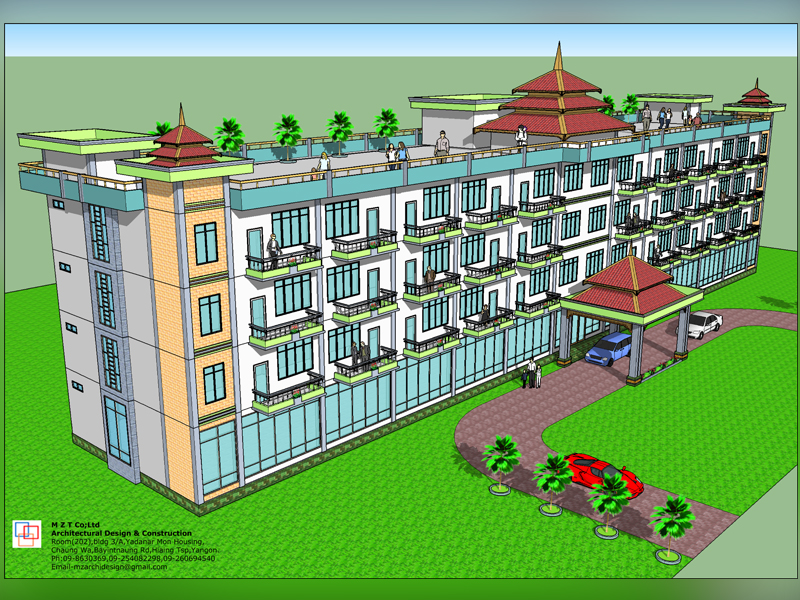 M Z T Co;Ltd
Architectural Design & Construction
Room(202),bldg 3/A,Yadanar Mon Housing,
Chaung Wa,Bayintnaung Rd,Hlaing Tsp,Yangon.
Ph:09-8630369,09-254082298,09-260694540
Email-mzarchidesign@gmail.com